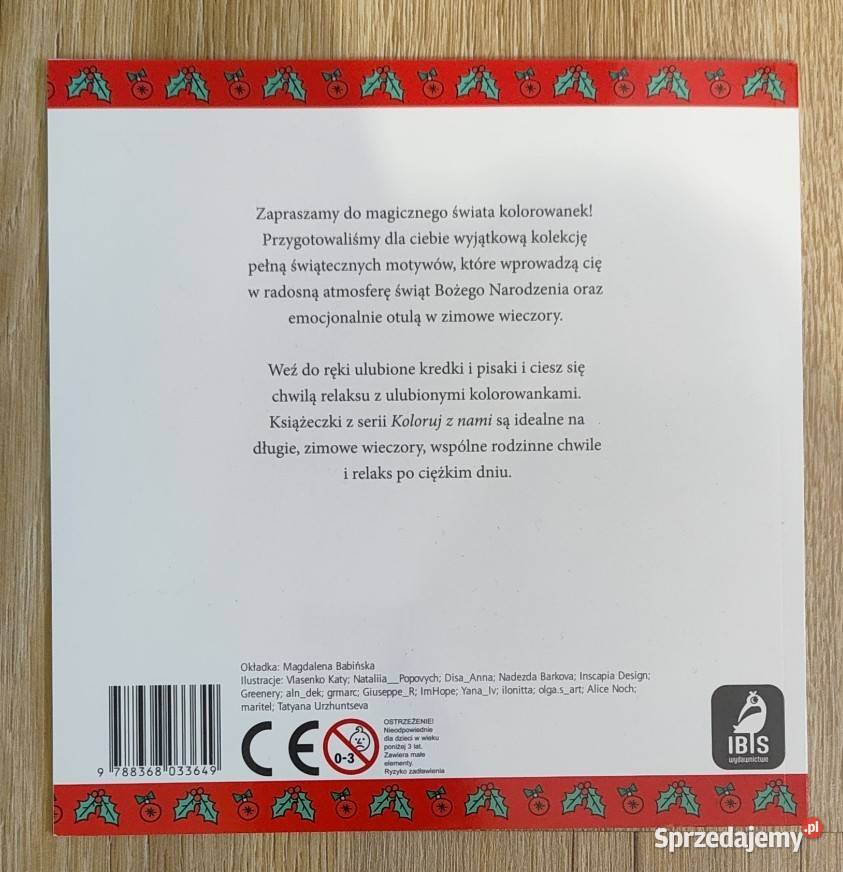 Zapraszamy do magicznego świata kolorowanek!
Przygotowaliśmy dla ciebie wyjątkową kolekcję
pełną świątecznych motywów, które wprowadzą cię
w radosną atmosferę świąt Bożego Narodzenia oraz
emocjonalnie otulą w zimowe wieczory.
Weź do ręki ulubione kredki i pisaki i ciesz się
chwilą relaksu z ulubionymi kolorowankami.
Książeczki z serii Koloruj z nami są idealne na
długie, zimowe wieczory, wspólne rodzinne chwile
i relaks po ciężkim dniu.
Okładka: Magdalena Babińska
Ilustracje: Vlasenko Katy; Nataliia__Popovych; Disa_Anna; Nadezda Barkova; Inscapia Design;
Greenery; aln_dek; grmarc; Giuseppe_R; ImHope; Yana_Iv; ilonitta; olga.s_art; Alice Noch;
maritel; Tatyana Urzhuntseva
9 788368 033649
CE
0-3
OSTRZEŻENIE!
Nieodpowiednie
dla dzieci w wieku
poniżej 3 lat.
Zawiera małe
elementy.
Ryzyko zadławienia
IBIS
wydawnictwo
Sprzedajemy.pl